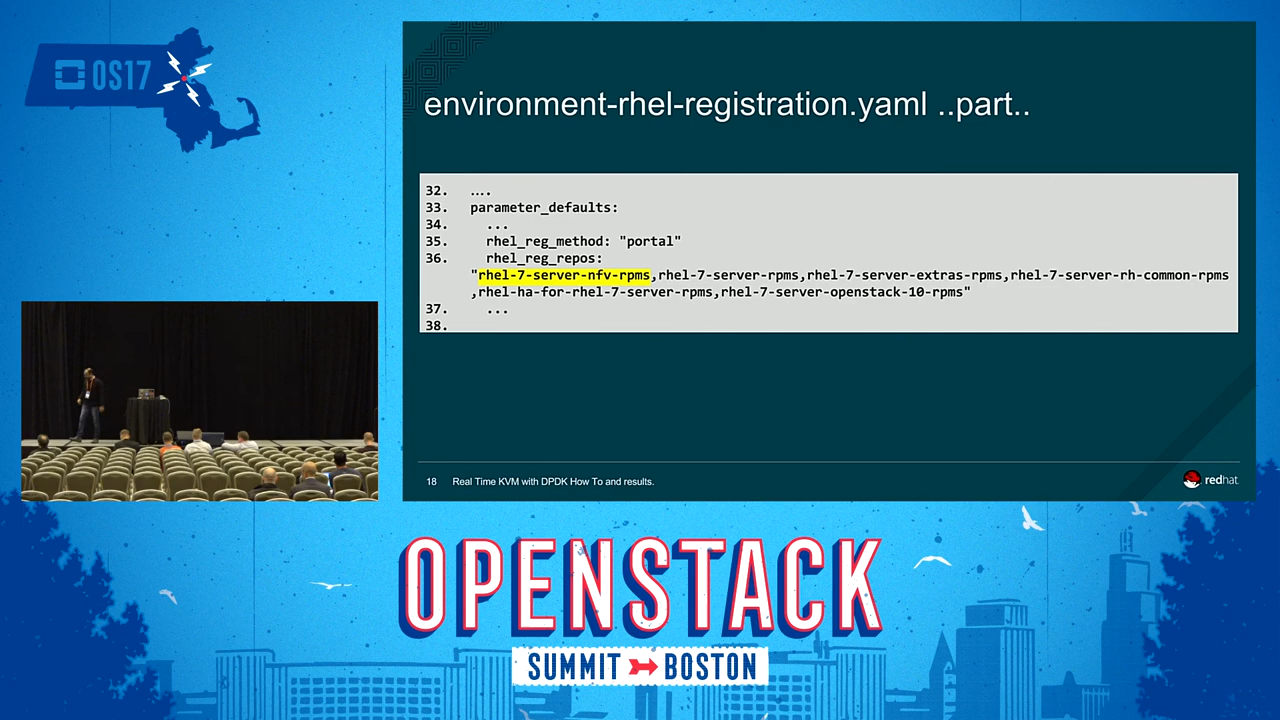 OS17
environment-rhel-registration.yaml ..part..
32. ....
33. parameter_defaults:
34. ...
35. rhel_reg_method: "portal"
36. rhel_reg_repos:
"rhel-7-server-nfv-rpms,rhel-7-server-rpms,rhel-7-server-extras-rpms,rhel-7-server-rh-common-rpms
,rhel-ha-for-rhel-7-server-rpms,rhel-7-server-openstack-10-rpms"
37. ...
38.
18 Real Time KVM with DPDK How To and results.
redhat.
OPENSTACK
SUMMIT BOSTON